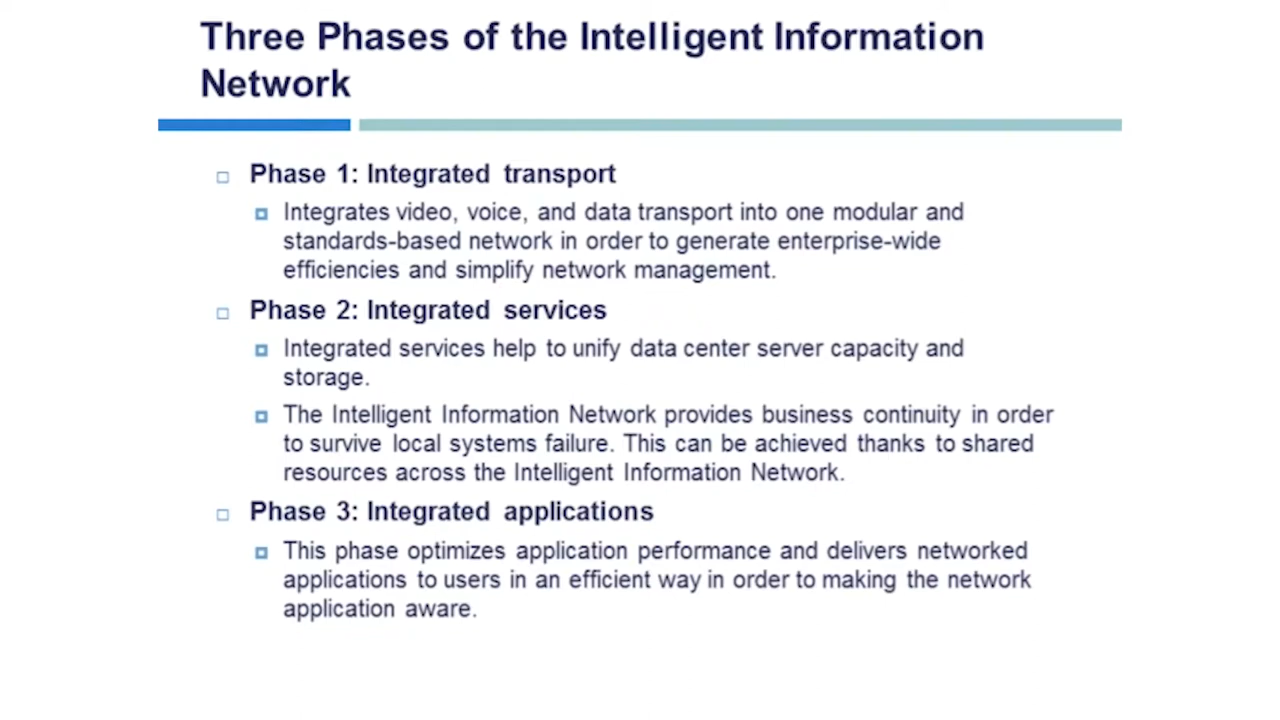 Three Phases of the Intelligent Information
Network
Phase 1: Integrated transport
Integrates video, voice, and data transport into one modular and
standards-based network in order to generate enterprise-wide
efficiencies and simplify network management.
Phase 2: Integrated services
Integrated services help to unify data center server capacity and
storage.
The Intelligent Information Network provides business continuity in order
to survive local systems failure. This can be achieved thanks to shared
resources across the Intelligent Information Network.
Phase 3: Integrated applications
This phase optimizes application performance and delivers networked
applications to users in an efficient way in order to making the network
application aware.